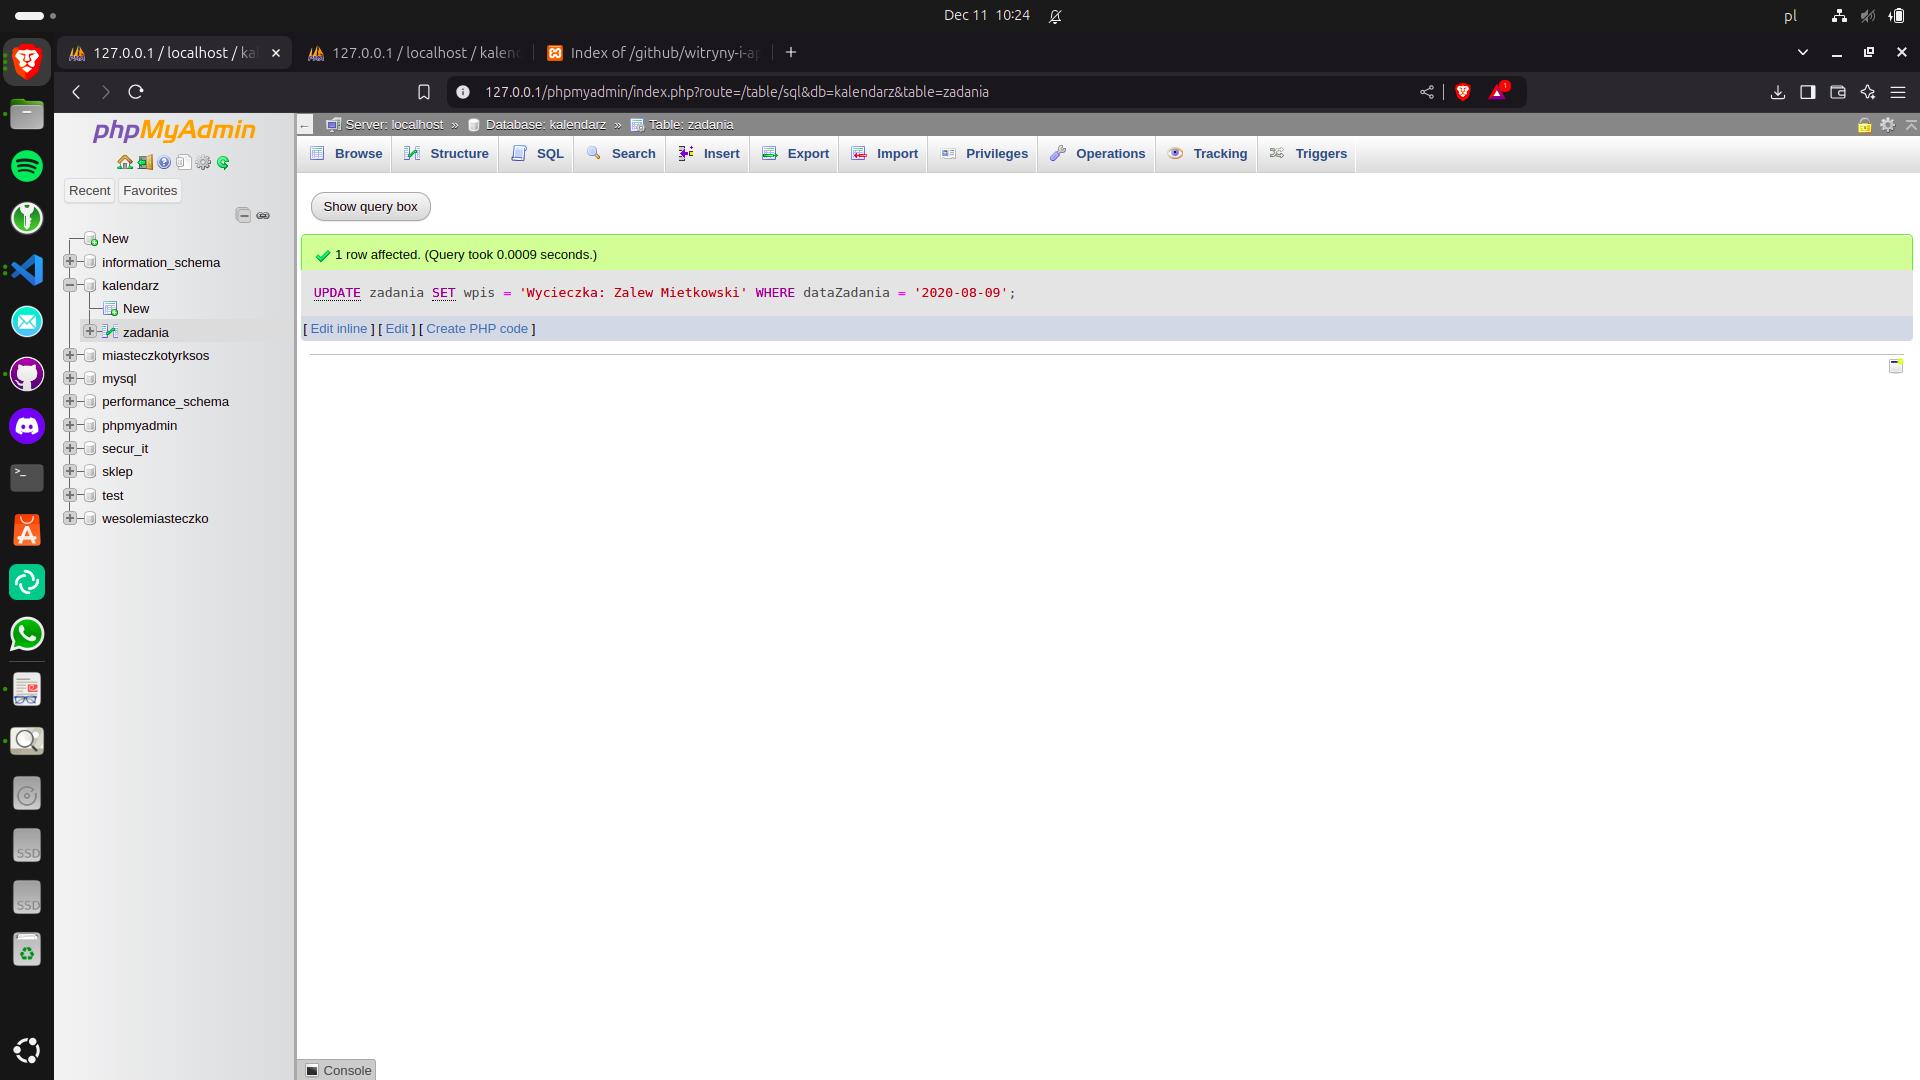 Dec 11 10:24
pl
127.0.0.1 / localhost / ka
127.0.0.1 / localhost / kalen
Index of /github/witryny-i-ap
127.0.0.1/phpmyadmin/index.php?route=/table/sql&db=kalendarz&table=zadania
1
phpMyAdmin
Recent
Favorites
New
information_schema
kalendarz
New
zadania
miasteczkotyrksos
mysql
performance_schema
phpmyadmin
secur_it
sklep
test
wesolemiasteczko
Server: localhost » Database: kalendarz » Table: zadania
Browse
Structure
SQL
Search
Insert
Export
Import
Privileges
Operations
Tracking
Triggers
Show query box
1 row affected. (Query took 0.0009 seconds.)
UPDATE zadania SET wpis = 'Wycieczka: Zalew Mietkowski' WHERE dataZadania = '2020-08-09';
[ Edit inline ] [ Edit ] [ Create PHP code ]
SSD
SSD
Console